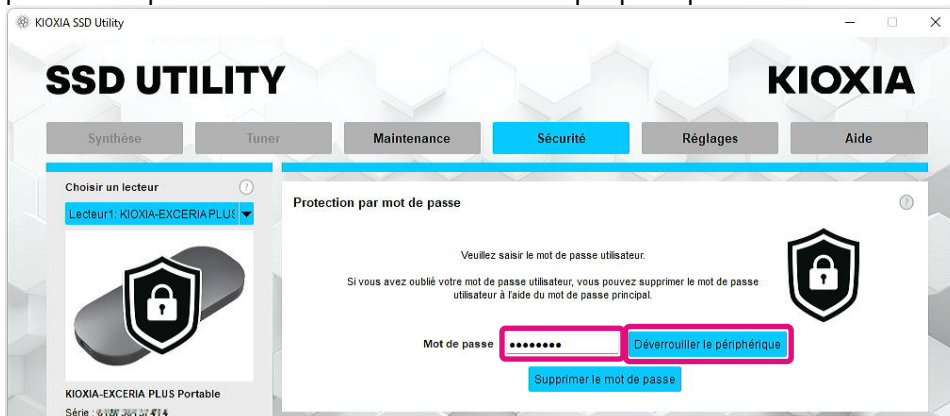 KIOXIA SSD Utility
SSD UTILITY
KIOXIA
Synthèse
Tuner
Maintenance
Sécurité
Réglages
Aide
Choisir un lecteur
?
Lecteur1: KIOXIA-EXCERIA PLUS
Protection par mot de passe
?
Veuillez saisir le mot de passe utilisateur.
Si vous avez oublié votre mot de passe utilisateur, vous pouvez supprimer le mot de passe
utilisateur à l'aide du mot de passe principal.
Mot de passe
••••••••
Déverrouiller le périphérique
Supprimer le mot de passe
KIOXIA-EXCERIA PLUS Portable
Série :